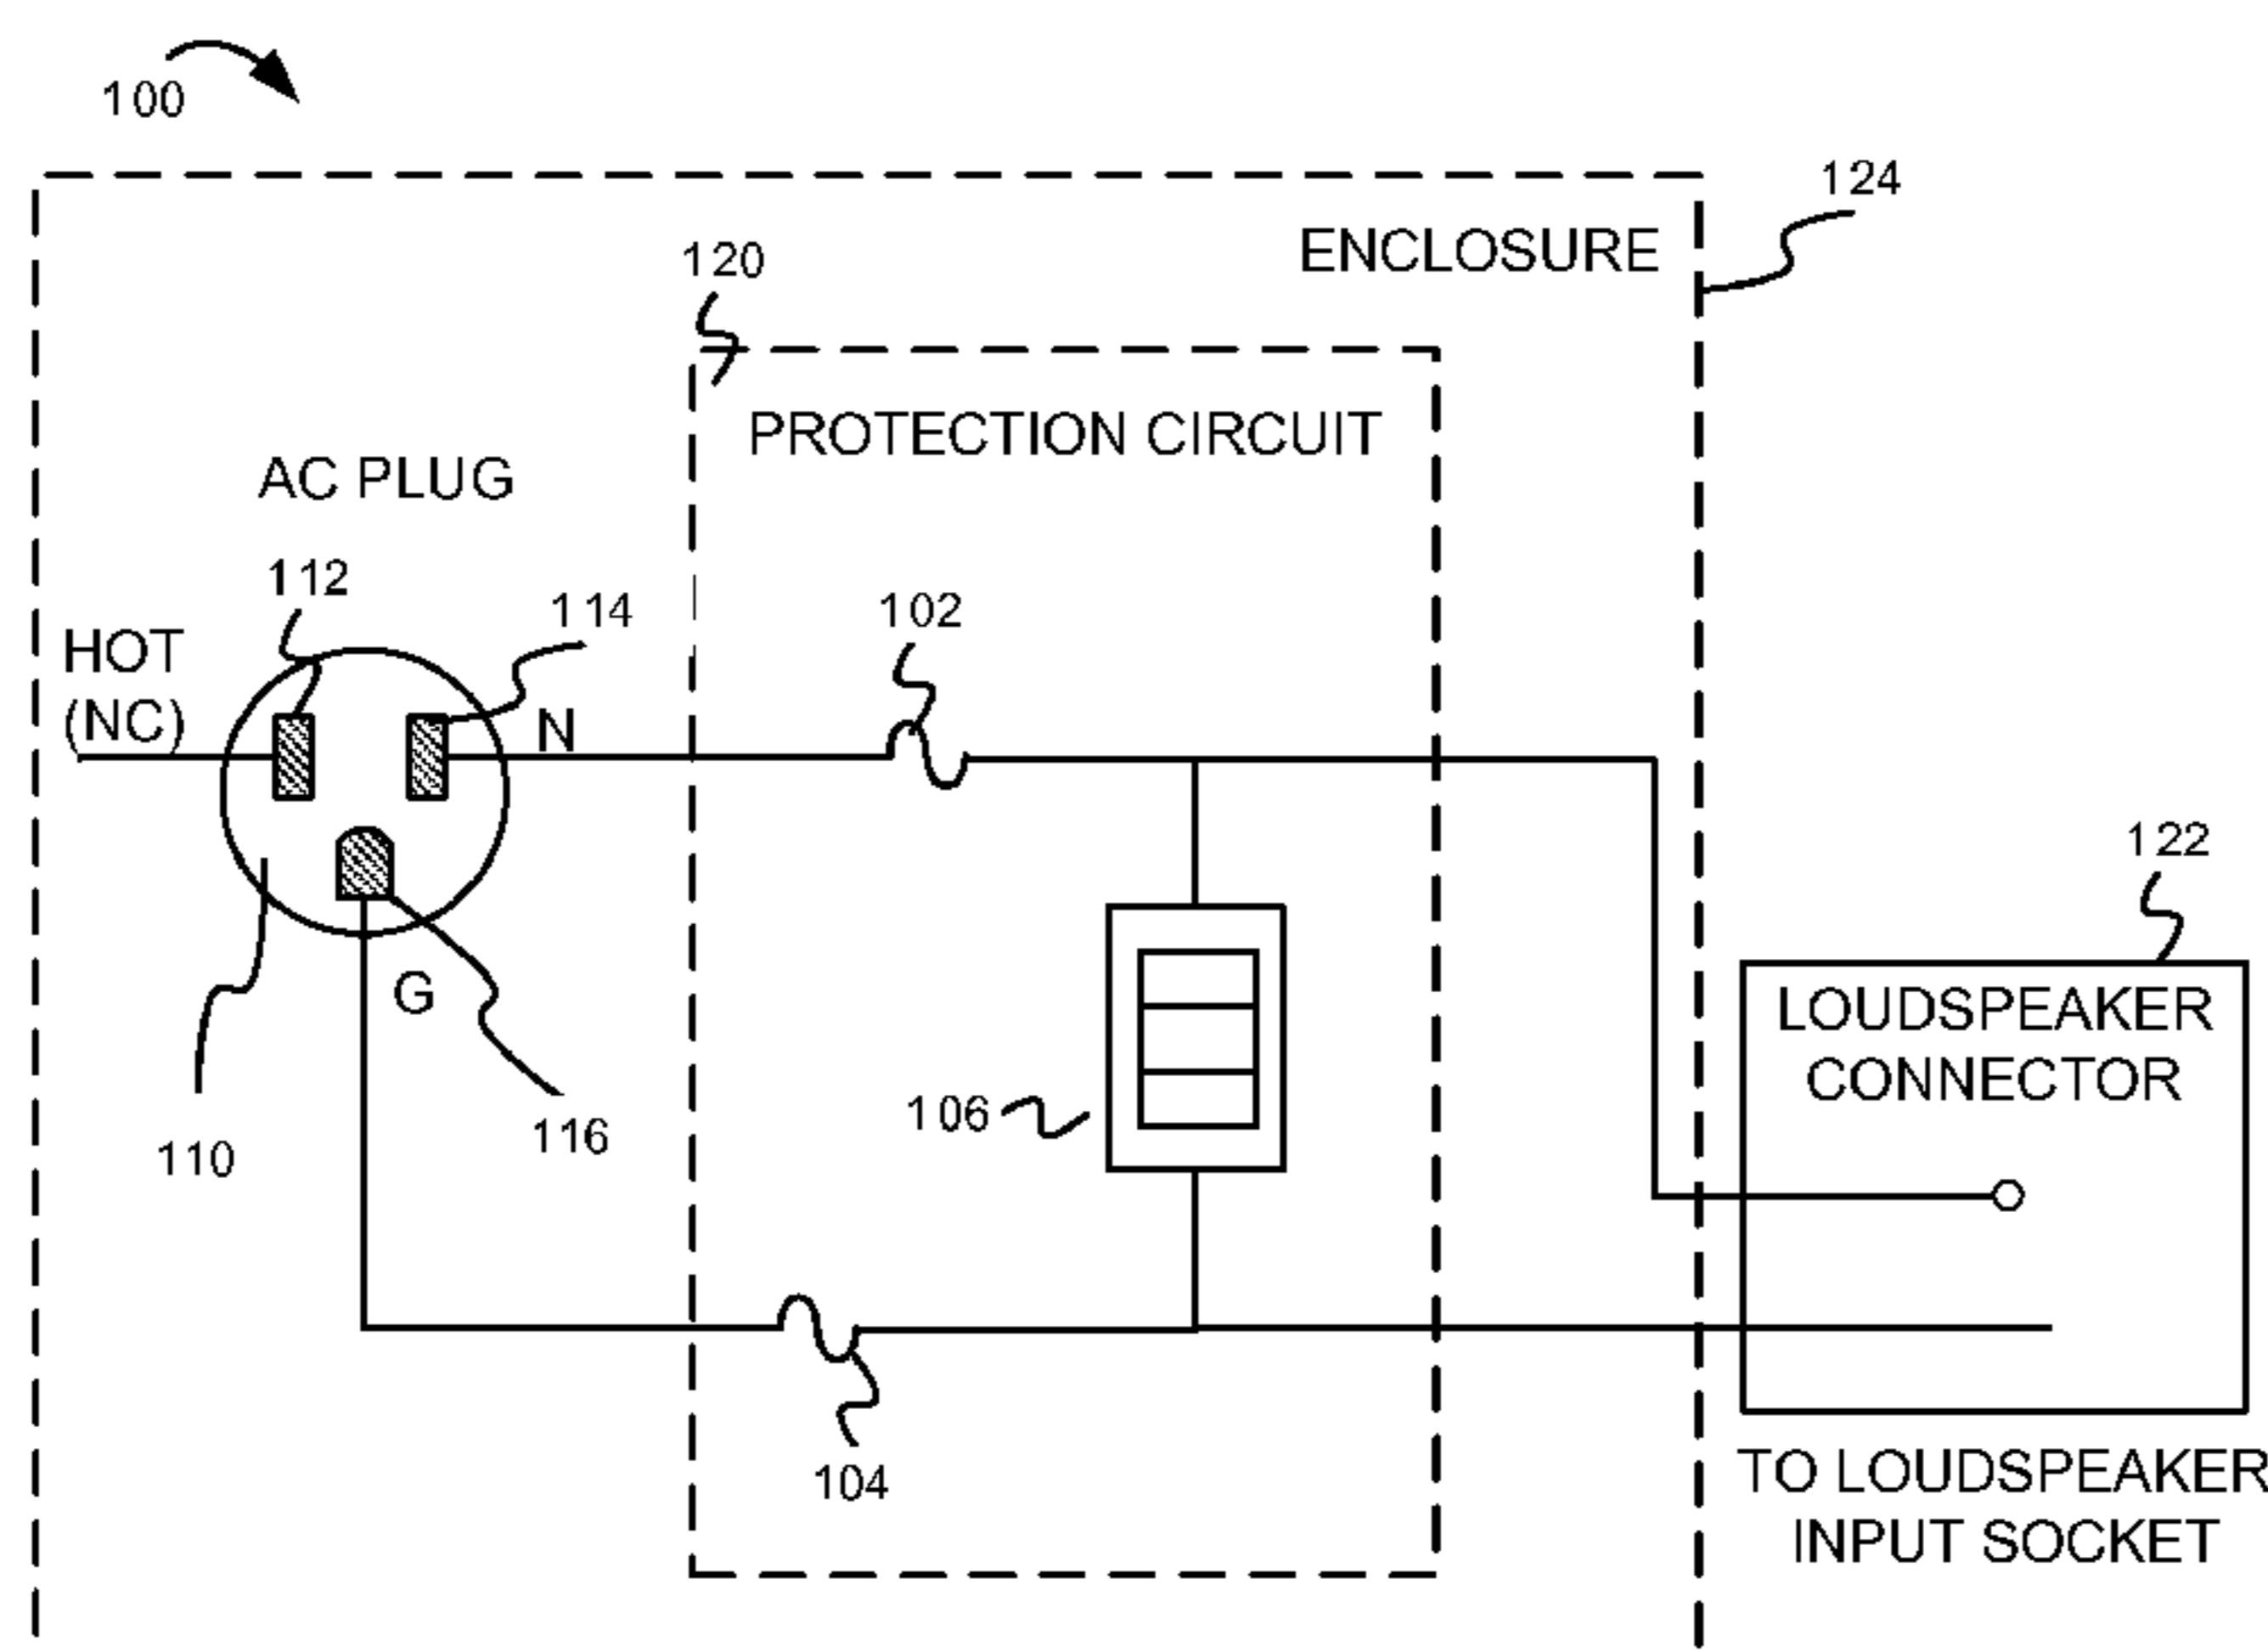 100
124
ENCLOSURE
120
PROTECTION CIRCUIT
AC PLUG
112
114
102
HOT
(NC)
N
122
LOUDSPEAKER
CONNECTOR
G
106
116
110
104
TO LOUDSPEAKER
INPUT SOCKET